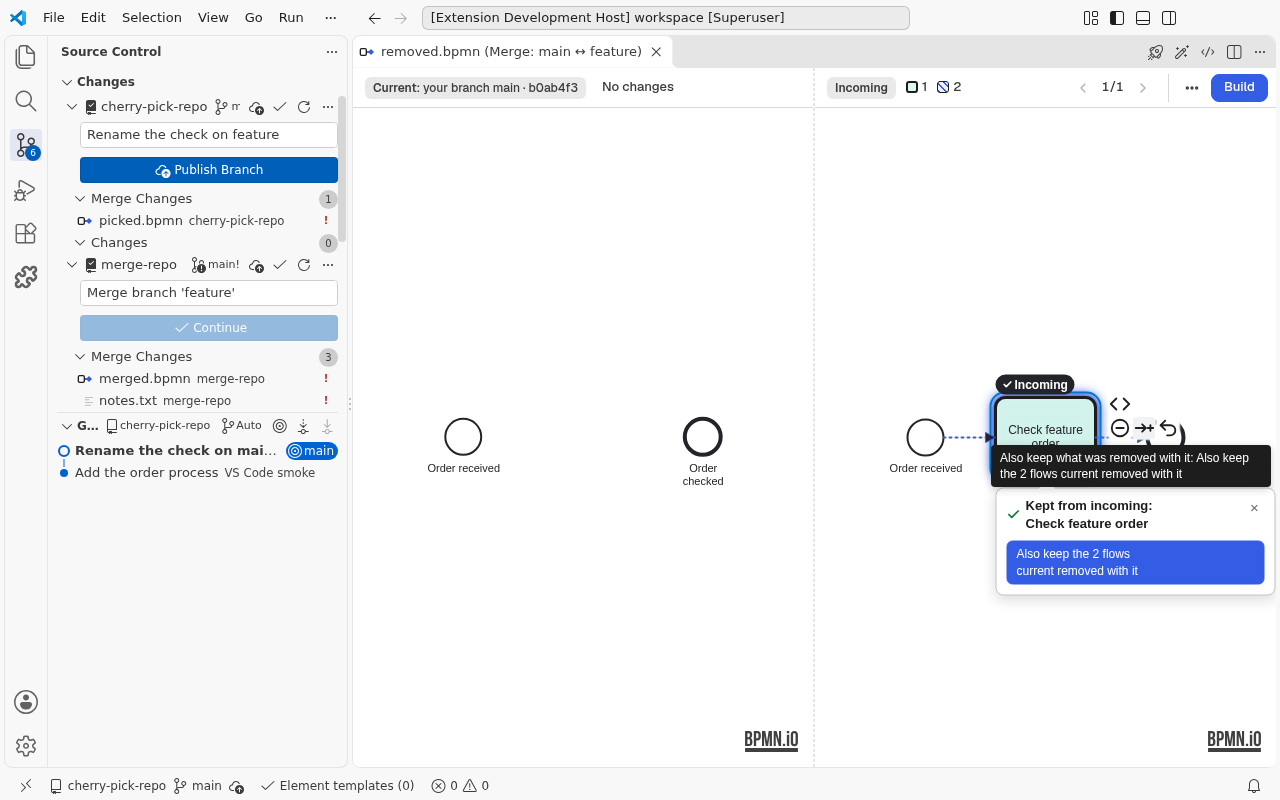 File Edit Selection View Go Run
[Extension Development Host] workspace [Superuser]
Source Control
removed.bpmn (Merge: main ↔ feature)
Changes
cherry-pick-repo
Rename the check on feature
Publish Branch
Merge Changes 1
picked.bpmn cherry-pick-repo !
Changes 0
merge-repo main!
Merge branch 'feature'
Continue
Merge Changes 3
merged.bpmn merge-repo !
notes.txt merge-repo !
G... cherry-pick-repo Auto
Rename the check on mai... main
Add the order process VS Code smoke
6
Current: your branch main · b0ab4f3 No changes
Incoming 1 2 1/1 Build
Order received
Order
checked
BPMN.iO
Incoming
Check feature
Order received
Also keep what was removed with it: Also keep
the 2 flows current removed with it
Kept from incoming:
Check feature order
Also keep the 2 flows
current removed with it
BPMN.iO
cherry-pick-repo main Element templates (0) 0 0